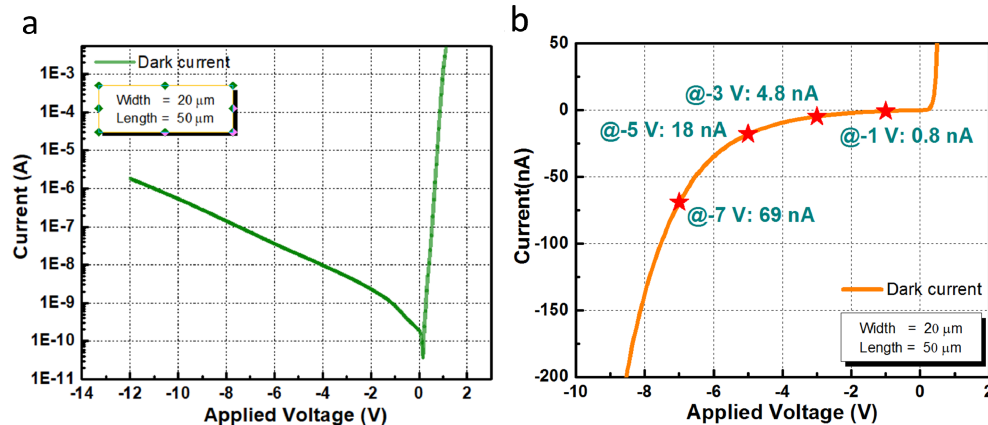 a
Dark current
Width = 20 μm
Length = 50 μm
1E-3
1E-4
1E-5
1E-6
1E-7
1E-8
1E-9
1E-10
1E-11
Current (A)
-14 -12 -10 -8 -6 -4 -2 0 2
Applied Voltage (V)
b
50
0
-50
-100
-150
-200
Current(nA)
@-3 V: 4.8 nA
@-5 V: 18 nA
@-1 V: 0.8 nA
@-7 V: 69 nA
Dark current
Width = 20 μm
Length = 50 μm
-10 -8 -6 -4 -2 0 2
Applied Voltage (V)